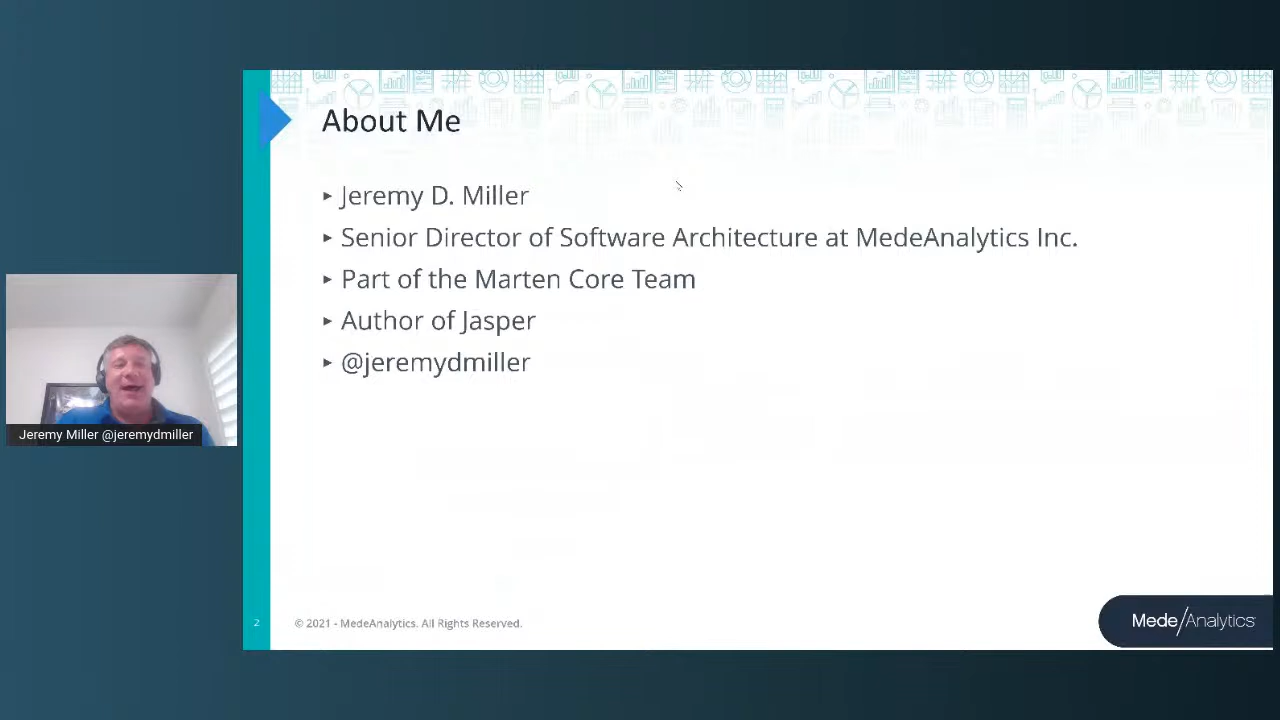 About Me
Jeremy D. Miller
Senior Director of Software Architecture at MedeAnalytics Inc.
Part of the Marten Core Team
Author of Jasper
@jeremydmiller
Jeremy Miller @jeremydmiller
2
© 2021 - MedeAnalytics. All Rights Reserved.
Mede/Analytics